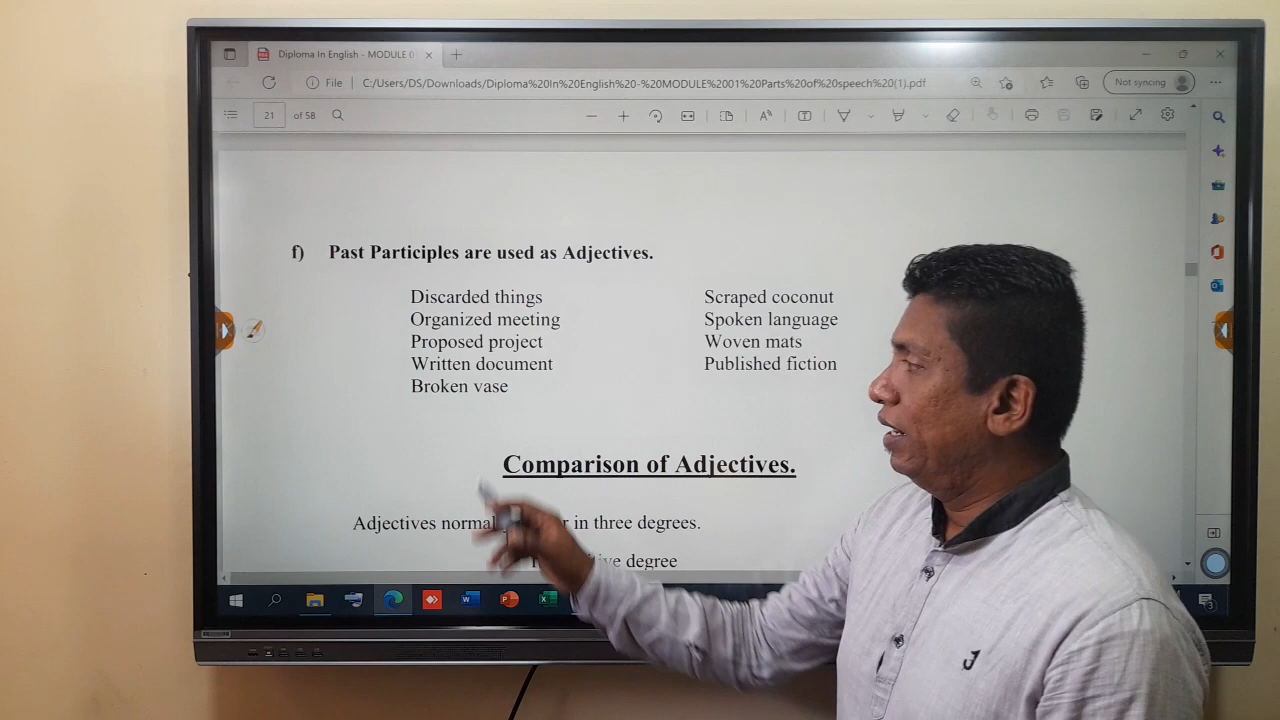 Diploma In English - MODULE 0
File
C:/Users/DS/Downloads/Diploma%20In%20English%20-%20MODULE%2001%20Parts%20of%20speech%20(1).pdf
Not syncing
21 of 58
f) Past Participles are used as Adjectives.
Discarded things
Organized meeting
Proposed project
Written document
Broken vase
Scraped coconut
Spoken language
Woven mats
Published fiction
Comparison of Adjectives.
Adjectives in three degrees.
degree
3
J